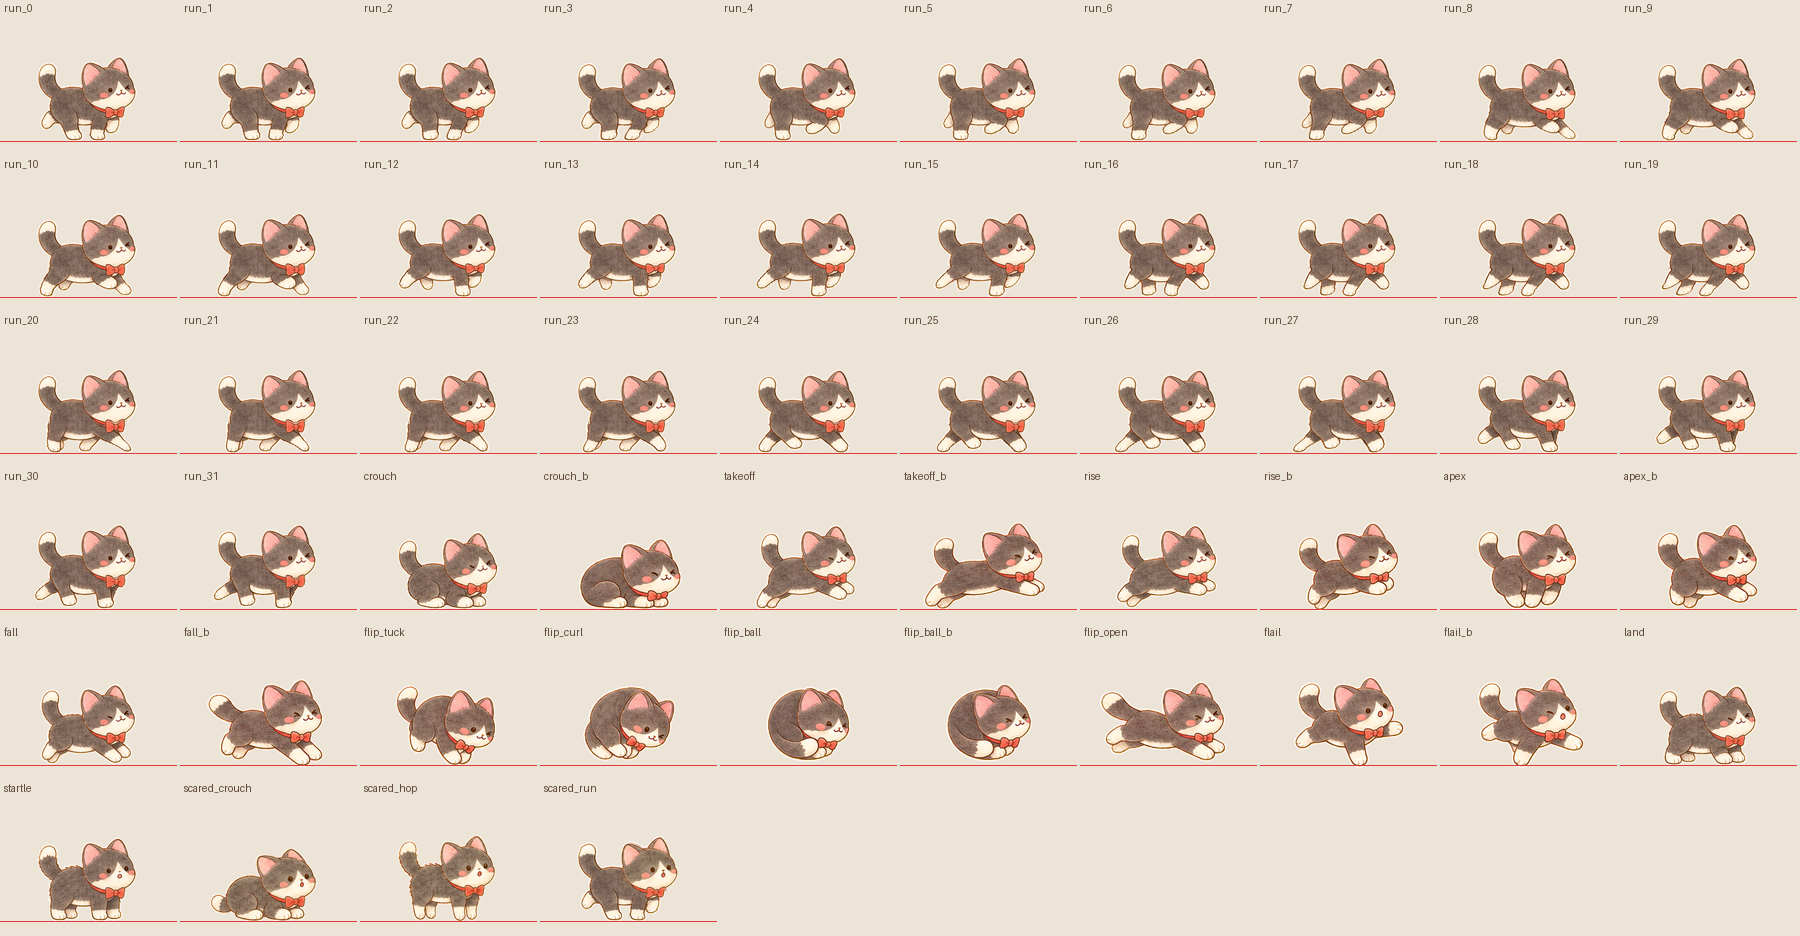 run_0 run_1 run_2 run_3 run_4 run_5 run_6 run_7 run_8 run_9
run_10 run_11 run_12 run_13 run_14 run_15 run_16 run_17 run_18 run_19
run_20 run_21 run_22 run_23 run_24 run_25 run_26 run_27 run_28 run_29
run_30 run_31 crouch crouch_b takeoff takeoff_b rise rise_b apex apex_b
fall fall_b flip_tuck flip_curl flip_ball flip_ball_b flip_open flail flail_b land
startle scared_crouch scared_hop scared_run